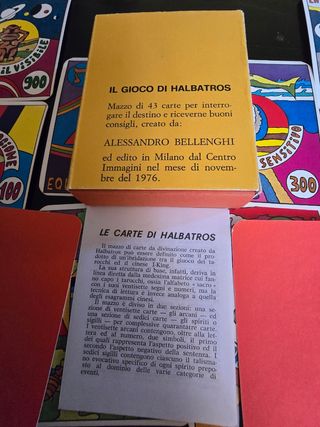 IL VISIBILE
900
IL GIOCO DI HALBATROS
Mazzo di 43 carte per interro-
gare il destino e riceverne buoni
consigli, creato da:
ALESSANDRO BELLENGHI
ed edito in Milano dal Centro
Immagini nel mese di novem-
bre del 1976.
SENSITIVO
100
EQUI
300
LE CARTE DI HALBATROS
Il mazzo di carte da divinazione creato da
Halbatros può essere definito come il pro-
dotto di un'ibridazione tra il giuoco dei ta-
rocchi ed il cinese I-King.
La sua struttura di base, infatti, deriva in
linea diretta dalla medesima matrice cui fan-
no capo i tarocchi, ossia l'alfabeto «sacro»
con i suoi ventisette segni e numeri, ma la
tecnica di lettura è invece analoga a quella
degli esagrammi cinesi.
Il mazzo è diviso in due sezioni: una se-
zione di ventisette carte — gli arcani — ed
una sezione di sedici carte — gli spiriti o
sigilli — per complessive quarantatre carte.
I ventisette arcani contengono, oltre alla let-
tera ed al numero, due simboli, il primo
dei quali rappresenta l'aspetto positivo ed il
secondo l'aspetto negativo della sentenza. I
sedici sigilli contengono ciascuno il talisma-
no evocativo specifico di ogni spirito prepo-
sto al dominio delle varie categorie di
eventi.